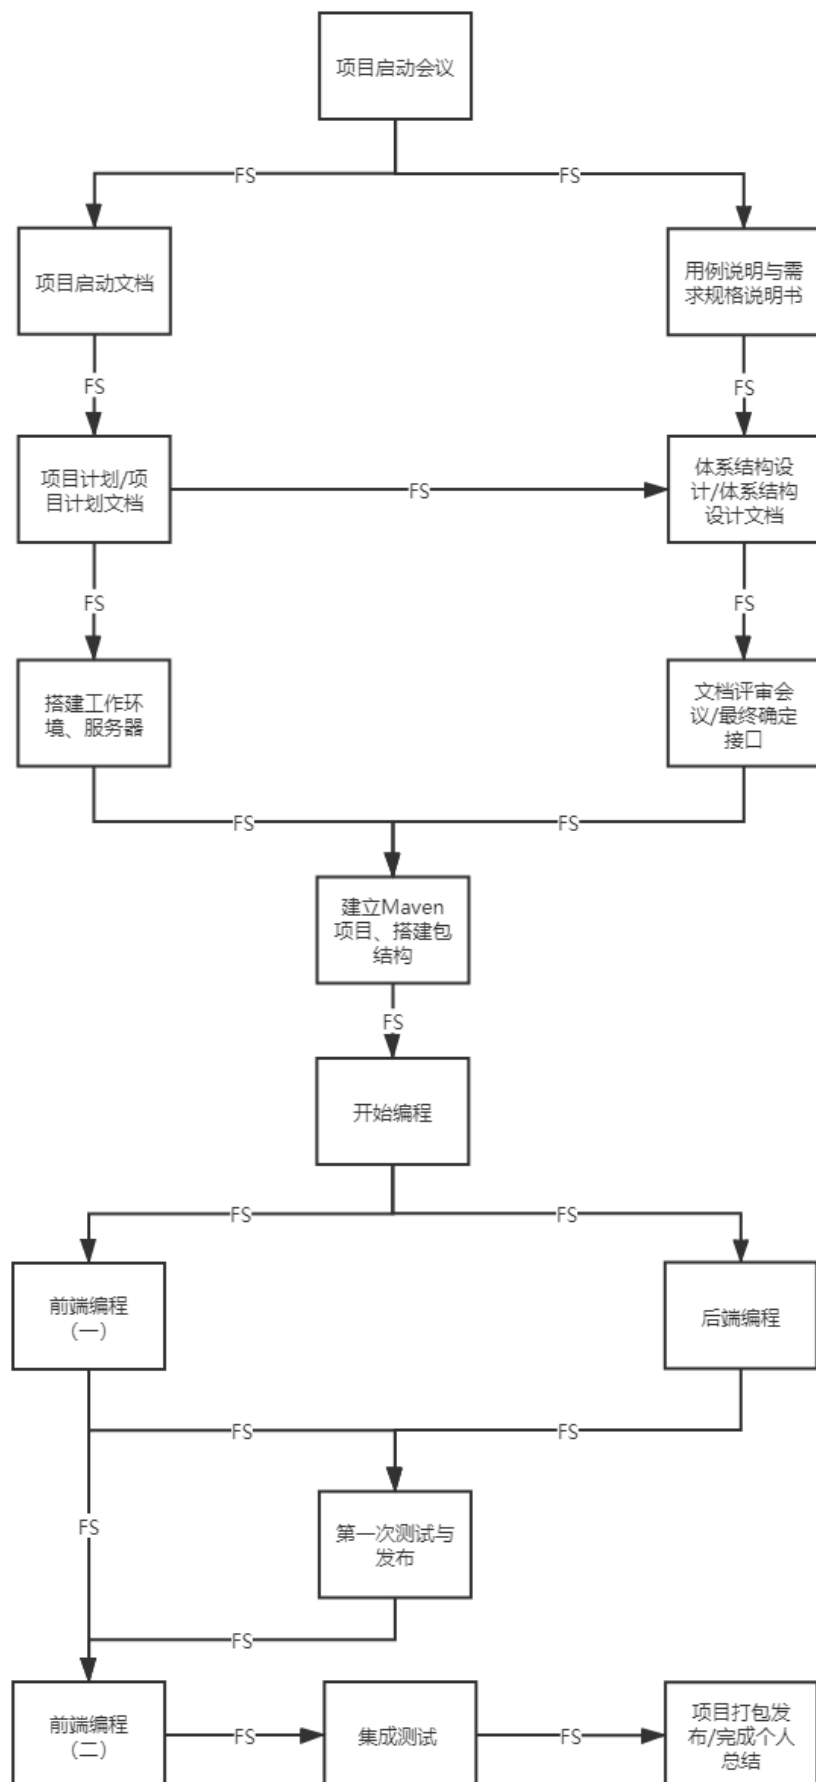 项目启动会议
FS
FS
项目启动文档
用例说明与需
求规格说明书
FS
FS
项目计划/项
目计划文档
FS
体系结构设
计/体系结构
设计文档
FS
FS
搭建工作环
境、服务器
文档评审会
议/最终确定
接口
FS
FS
建立Maven
项目、搭建包
结构
FS
开始编程
FS
FS
前端编程
（一）
后端编程
FS
FS
FS
第一次测试与
发布
FS
前端编程
（二）
FS
集成测试
FS
项目打包发
布/完成个人
总结